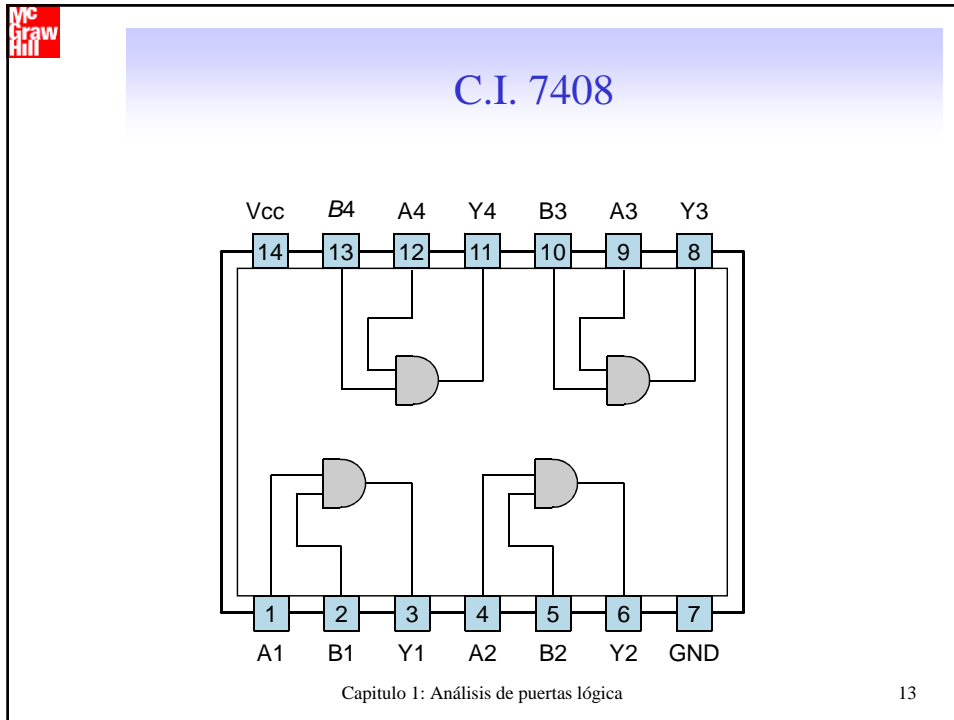 Mc
Graw
Hill
C.I. 7408
Vcc B4 A4 Y4 B3 A3 Y3
14 13 12 11 10 9 8
1 2 3 4 5 6 7
A1 B1 Y1 A2 B2 Y2 GND
Capitulo 1: Análisis de puertas lógica 13